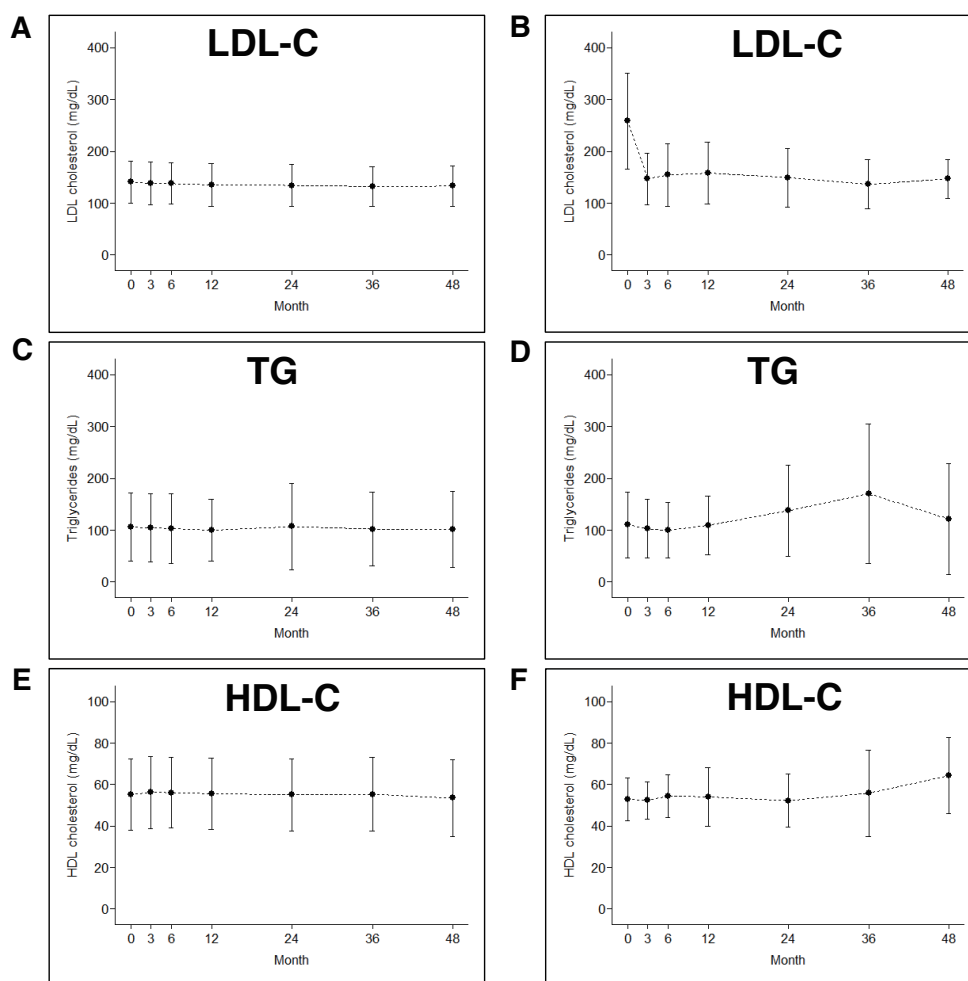 A
LDL-C
LDL cholesterol (mg/dL)
400
300
200
100
0
0 3 6 12 24 36 48
Month
B
LDL-C
LDL cholesterol (mg/dL)
400
300
200
100
0
0 3 6 12 24 36 48
Month
C
TG
Triglycerides (mg/dL)
400
300
200
100
0
0 3 6 12 24 36 48
Month
D
TG
Triglycerides (mg/dL)
400
300
200
100
0
0 3 6 12 24 36 48
Month
E
HDL-C
HDL cholesterol (mg/dL)
100
80
60
40
20
0
0 3 6 12 24 36 48
Month
F
HDL-C
HDL cholesterol (mg/dL)
100
80
60
40
20
0
0 3 6 12 24 36 48
Month